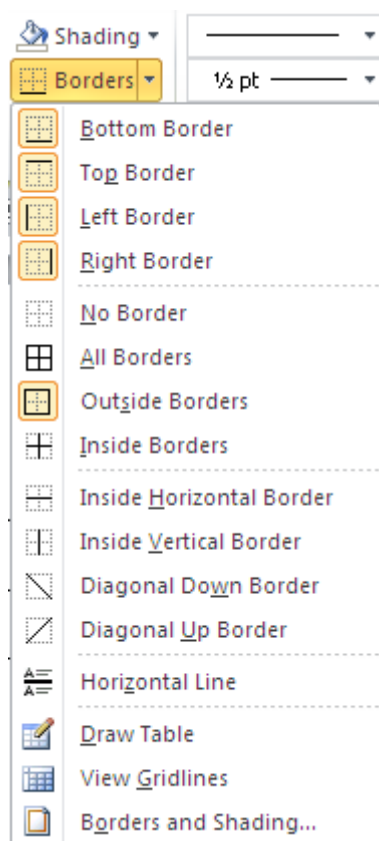 Shading
Borders
½ pt
Bottom Border
Top Border
Left Border
Right Border
No Border
All Borders
Outside Borders
Inside Borders
Inside Horizontal Border
Inside Vertical Border
Diagonal Down Border
Diagonal Up Border
Horizontal Line
Draw Table
View Gridlines
Borders and Shading...